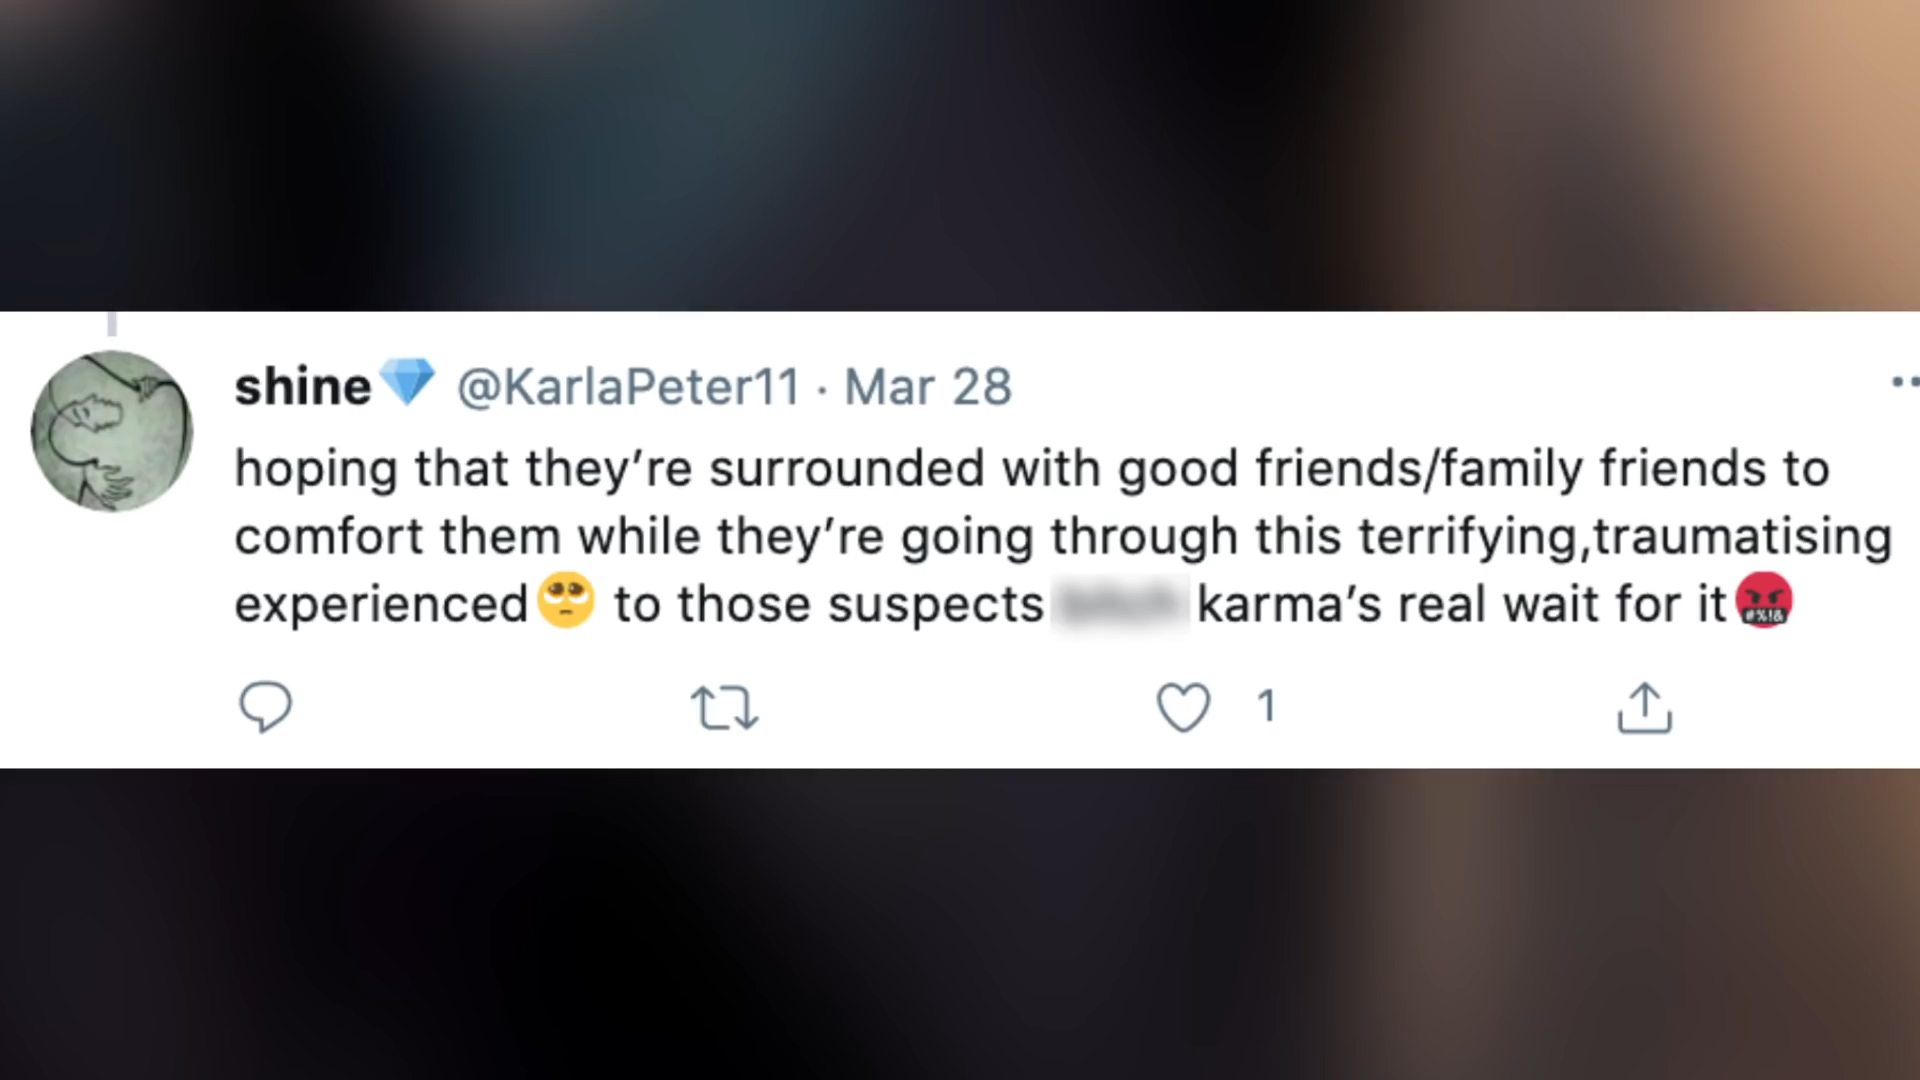 shine💎 @KarlaPeter11 · Mar 28
hoping that they’re surrounded with good friends/family friends to
comfort them while they’re going through this terrifying,traumatising
experienced🥺 to those suspects karma’s real wait for it🤬
1